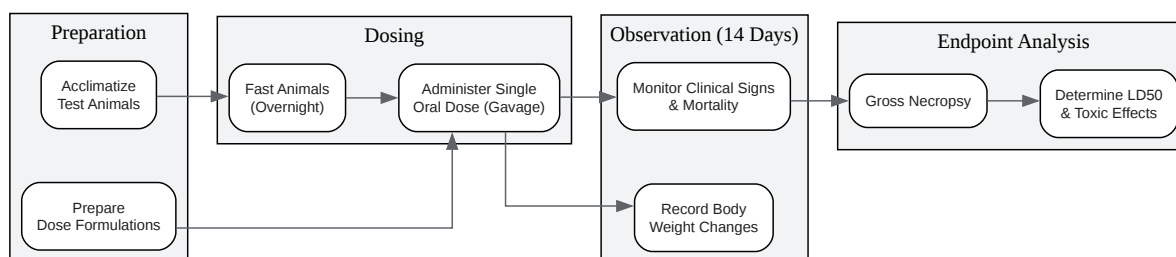 Preparation
Acclimatize
Test Animals
Prepare
Dose Formulations
Dosing
Fast Animals
(Overnight)
Administer Single
Oral Dose (Gavage)
Observation (14 Days)
Monitor Clinical Signs
& Mortality
Record Body
Weight Changes
Endpoint Analysis
Gross Necropsy
Determine LD50
& Toxic Effects